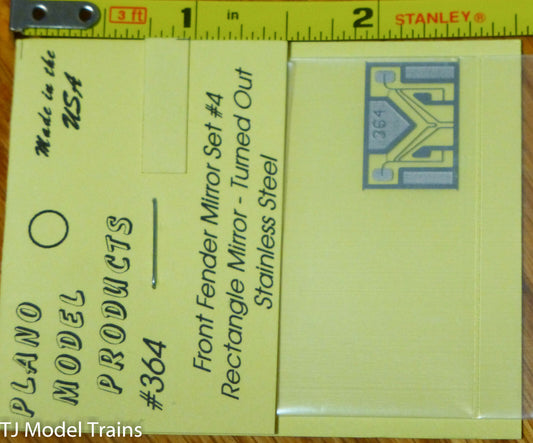 3 ft 1 in 2 STANLEY®
Made in the
USA
PLANO
MODEL
PRODUCTS
#364
Front Fender Mirror Set #4
Rectangle Mirror - Turned Out
Stainless Steel
364
TJ Model Trains